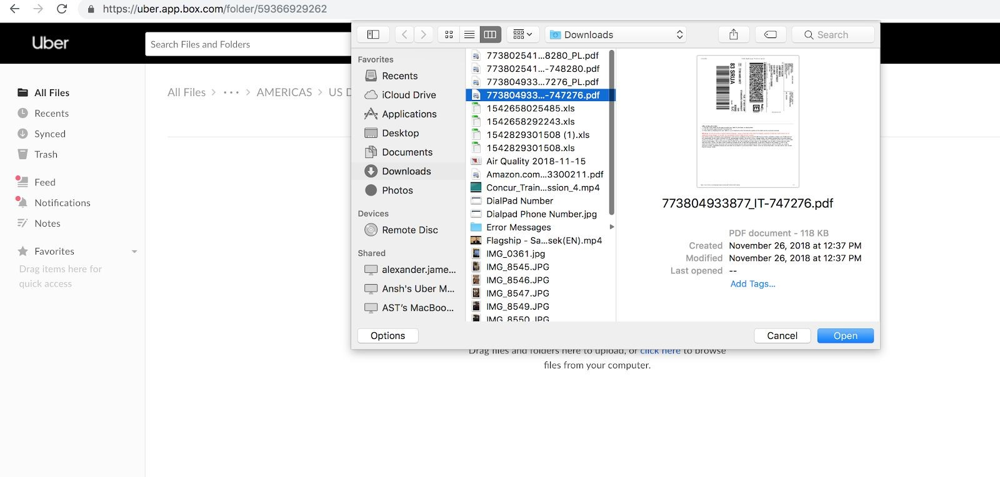 https://uber.app.box.com/folder/59366929262
Uber
Search Files and Folders
All Files
Recents
Synced
Trash
Feed
Notifications
Notes
Favorites
Drag items here for
quick access
All Files > ··· > AMERICAS > US
Downloads
Search
Favorites
Recents
iCloud Drive
Applications
Desktop
Documents
Downloads
Photos
Devices
Remote Disc
Shared
alexander.jame...
Ansh's Uber M...
AST's MacBoo...
773802541...8280_PL.pdf
773802541...-748280.pdf
773804933...7276_PL.pdf
773804933...-747276.pdf
1542658025485.xls
1542658292243.xls
1542829301508 (1).xls
1542829301508.xls
Air Quality 2018-11-15
Amazon.com...3300211.pdf
Concur_Train...ssion_4.mp4
DialPad Number
Dialpad Phone Number.jpg
Error Messages
Flagship - Sa...sek(EN).mp4
IMG_0361.jpg
IMG_8545.JPG
IMG_8546.JPG
IMG_8547.JPG
IMG_8549.JPG
IMG_8550.JPG
83 SRUA
773804933877_IT-747276.pdf
PDF document - 118 KB
Created November 26, 2018 at 12:37 PM
Modified November 26, 2018 at 12:37 PM
Last opened --
Add Tags...
Options
Cancel
Open
Drag files and folders here to upload, or click here to browse
files from your computer.